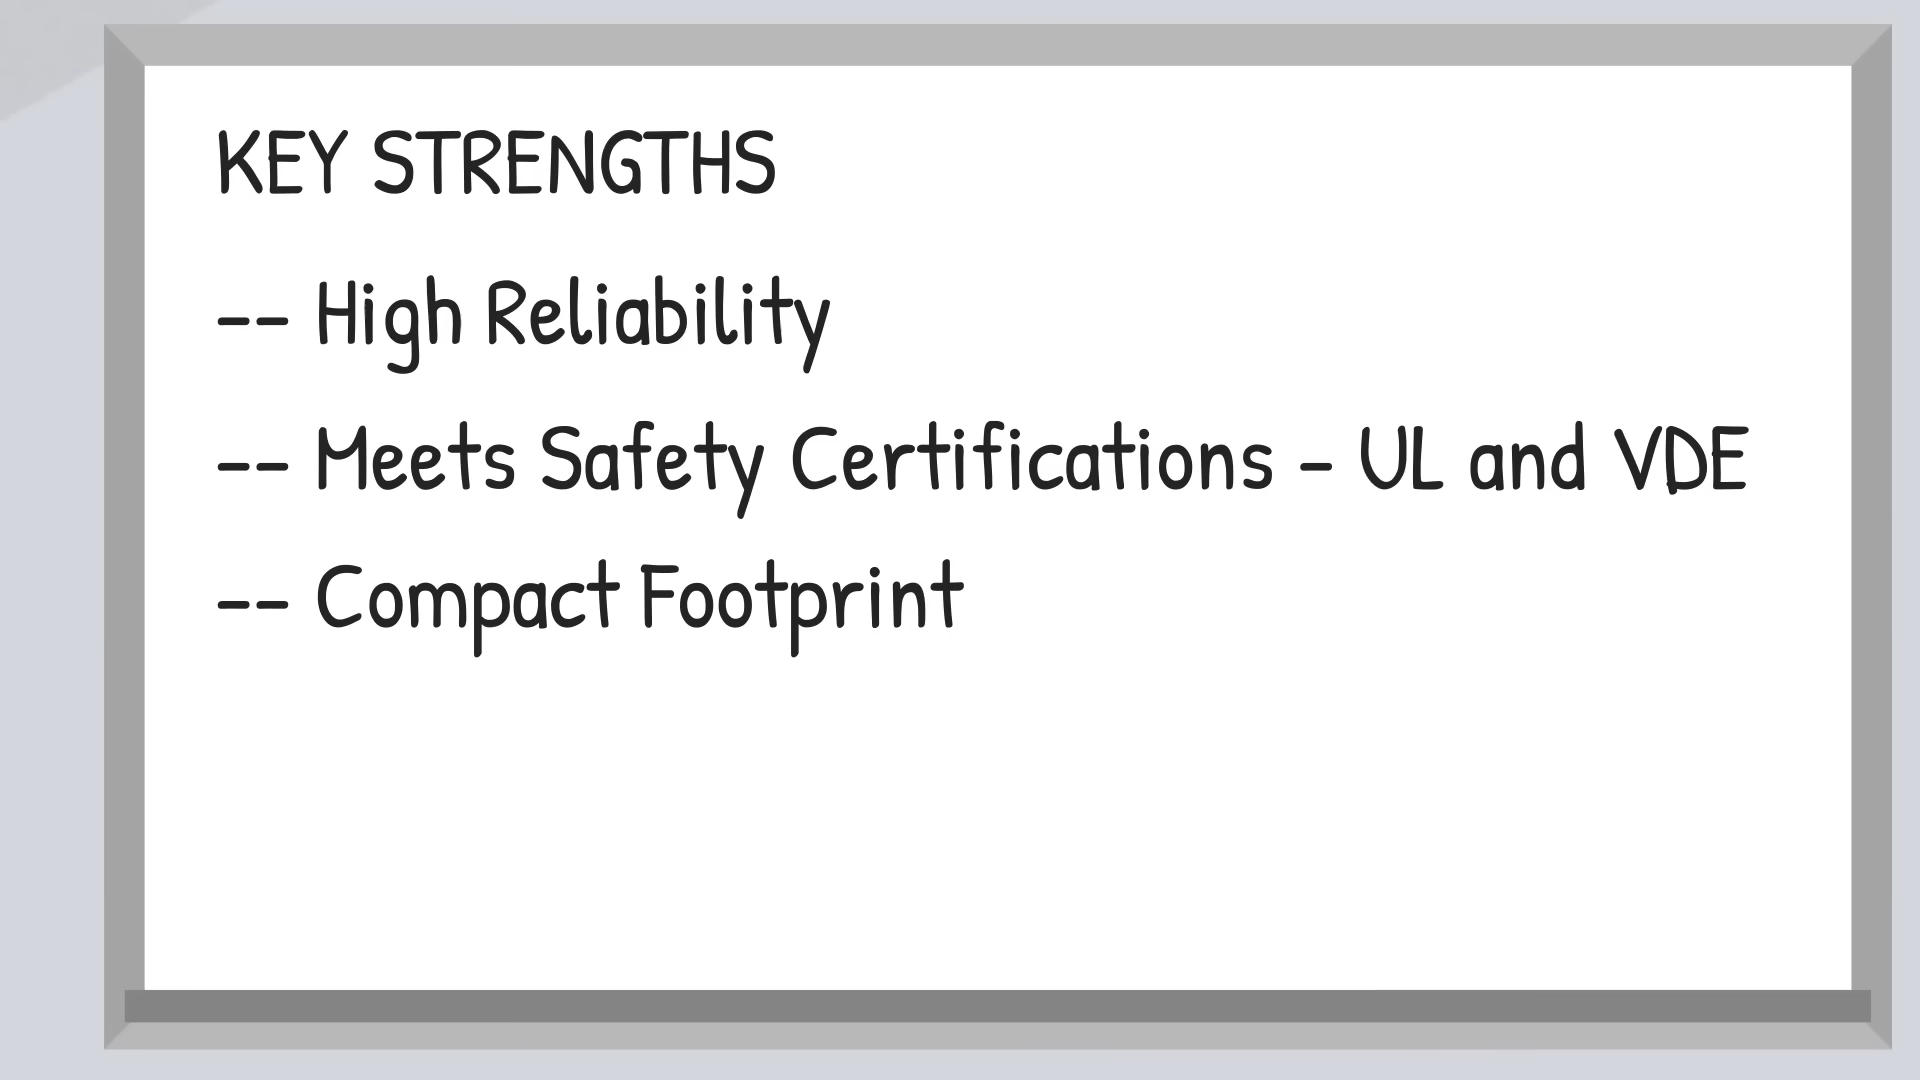 KEY STRENGTHS
-- High Reliability
-- Meets Safety Certifications - UL and VDE
-- Compact Footprint